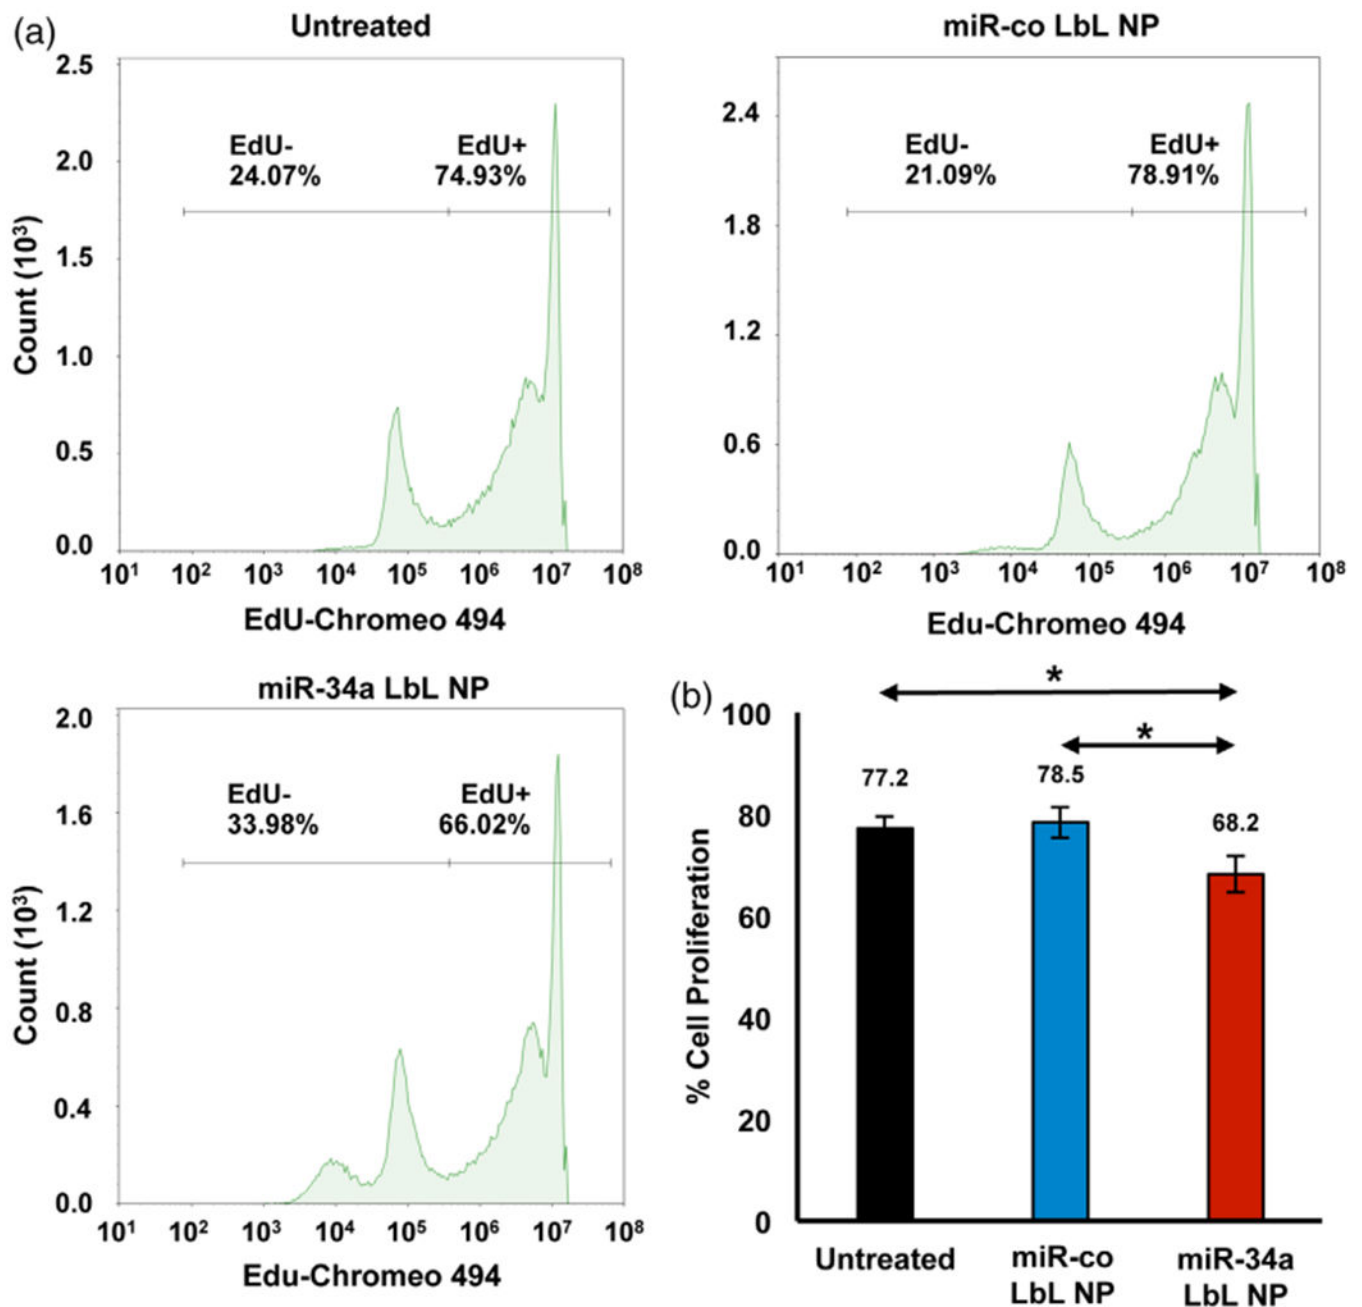 (a)
Untreated
2.5
2.0
1.5
1.0
0.5
0.0
Count (10³)
EdU-
24.07%
EdU+
74.93%
10¹ 10² 10³ 10⁴ 10⁵ 10⁶ 10⁷ 10⁸
EdU-Chromeo 494
miR-co LbL NP
2.4
1.8
1.2
0.6
0.0
EdU-
21.09%
EdU+
78.91%
10¹ 10² 10³ 10⁴ 10⁵ 10⁶ 10⁷ 10⁸
Edu-Chromeo 494
miR-34a LbL NP
2.0
1.6
1.2
0.8
0.4
0.0
Count (10³)
EdU-
33.98%
EdU+
66.02%
10¹ 10² 10³ 10⁴ 10⁵ 10⁶ 10⁷ 10⁸
Edu-Chromeo 494
(b)
*
*
100
80
60
40
20
0
% Cell Proliferation
77.2
78.5
68.2
Untreated
miR-co
LbL NP
miR-34a
LbL NP